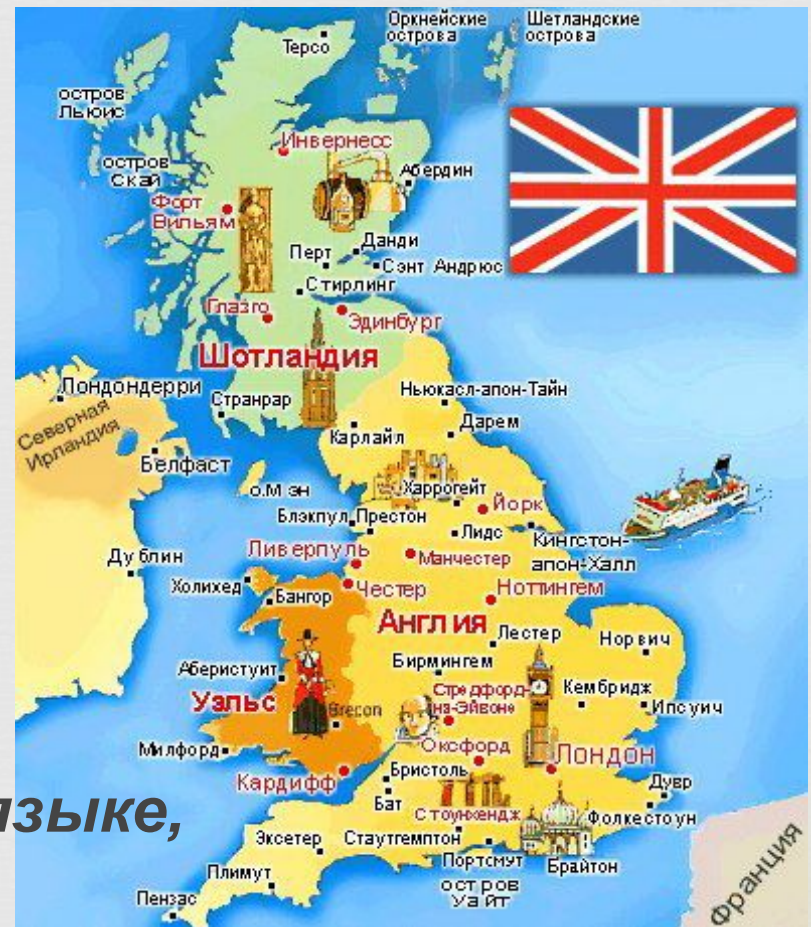 Оркнейские
острова
Шетландские
острова
Терсо
остров
Льюис
Инвернесс
остров
Скай
Абердин
Форт
Вильям
Данди
Перт
Сэнт Андрюс
Стирлинг
Глазго
Эдинбург
Шотландия
Лондондерри
Ньюкасл-апон-Тайн
Странрар
Дарем
Северная
Ирландия
Карлайл
Белфаст
о.Мэн
Харрогейт
Йорк
Блэкпул
Престон
Лидс
Кингстон-
апон-Халл
Дублин
Ливерпуль
Манчестер
Холихед
Честер
Ноттингем
Бангор
Англия
Лестер
Норвич
Бирмингем
Аберистуит
Стредфорд-
на-Эйвоне
Кембридж
Уэльс
Brecon
Ипсуич
Милфорд
Оксфорд
Лондон
Кардифф
Бристоль
Дувр
языке,
Бат
Стоунхендж
Фолкестоун
Эксетер
Стаутгемптон
Портсмут
Брайтон
Плимут
остров
Уайт
Франция
Пензас